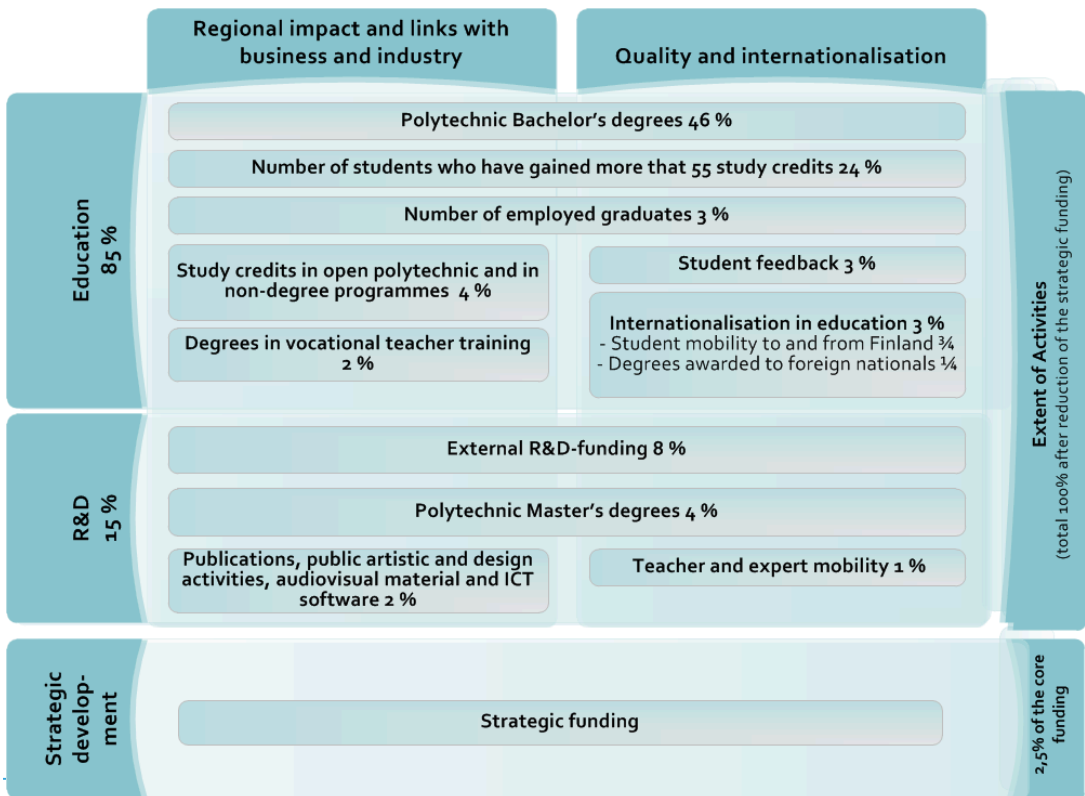 Regional impact and links with
business and industry
Quality and internationalisation
Education
85 %
Polytechnic Bachelor's degrees 46 %
Number of students who have gained more that 55 study credits 24 %
Number of employed graduates 3 %
Study credits in open polytechnic and in
non-degree programmes 4 %
Degrees in vocational teacher training
2 %
Student feedback 3 %
Internationalisation in education 3 %
- Student mobility to and from Finland ¾
- Degrees awarded to foreign nationals ¼
R&D
15 %
External R&D-funding 8 %
Polytechnic Master's degrees 4 %
Publications, public artistic and design
activities, audiovisual material and ICT
software 2 %
Teacher and expert mobility 1 %
Extent of Activities
(total 100% after reduction of the strategic funding)
Strategic
develop-
ment
Strategic funding
2,5% of the core
funding